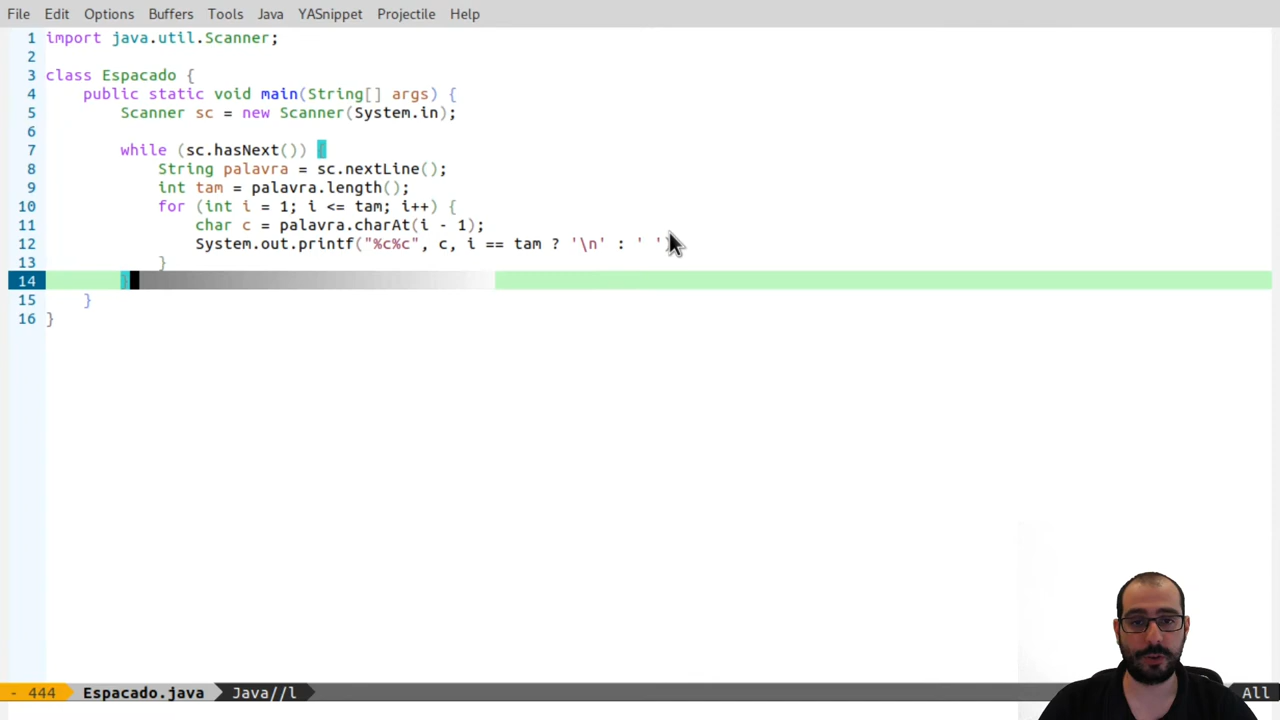 File Edit Options Buffers Tools Java YASnippet Projectile Help
1 import java.util.Scanner;
2
3 class Espacado {
4 public static void main(String[] args) {
5 Scanner sc = new Scanner(System.in);
6
7 while (sc.hasNext()) {
8 String palavra = sc.nextLine();
9 int tam = palavra.length();
10 for (int i = 1; i <= tam; i++) {
11 char c = palavra.charAt(i - 1);
12 System.out.printf("%c%c", c, i == tam ? '\n' : ' '
13 }
14 }
15 }
16 }
- 444 Espacado.java Java//l All